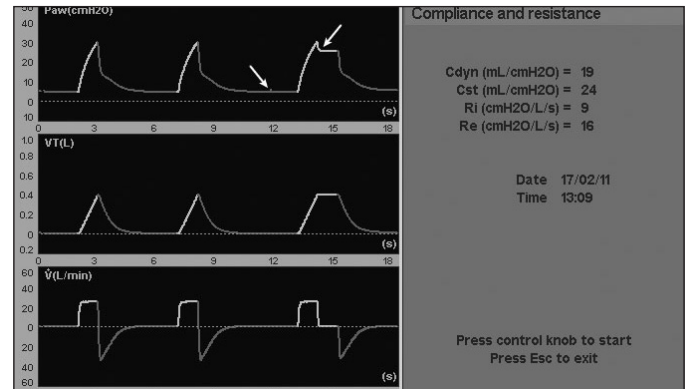 Paw(cmH2O)
50
40
30
20
10
0
10
(s)
0 3 6 9 12 15 18
VT(L)
1.0
0.8
0.6
0.4
0.2
0
0.2
(s)
0 3 6 9 12 15 18
V̇(L/min)
60
40
20
0
20
40
60
(s)
Compliance and resistance
Cdyn (mL/cmH2O) = 19
Cst (mL/cmH2O) = 24
Ri (cmH2O/L/s) = 9
Re (cmH2O/L/s) = 16
Date 17/02/11
Time 13:09
Press control knob to start
Press Esc to exit